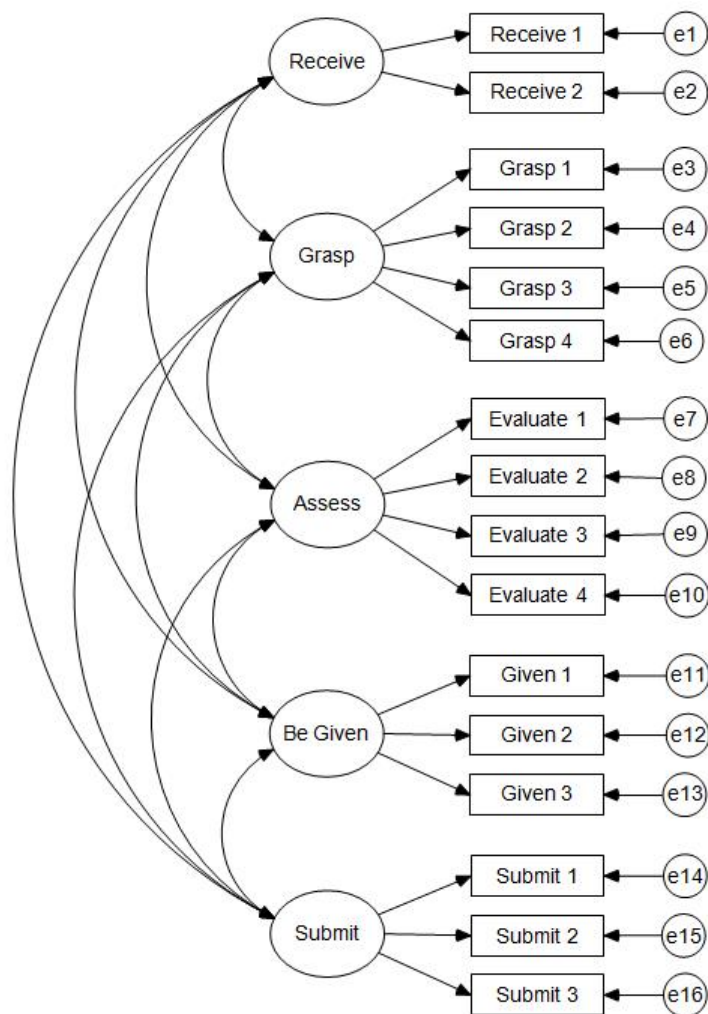 Receive
Receive 1
e1
Receive 2
e2
Grasp
Grasp 1
e3
Grasp 2
e4
Grasp 3
e5
Grasp 4
e6
Assess
Evaluate 1
e7
Evaluate 2
e8
Evaluate 3
e9
Evaluate 4
e10
Be Given
Given 1
e11
Given 2
e12
Given 3
e13
Submit
Submit 1
e14
Submit 2
e15
Submit 3
e16